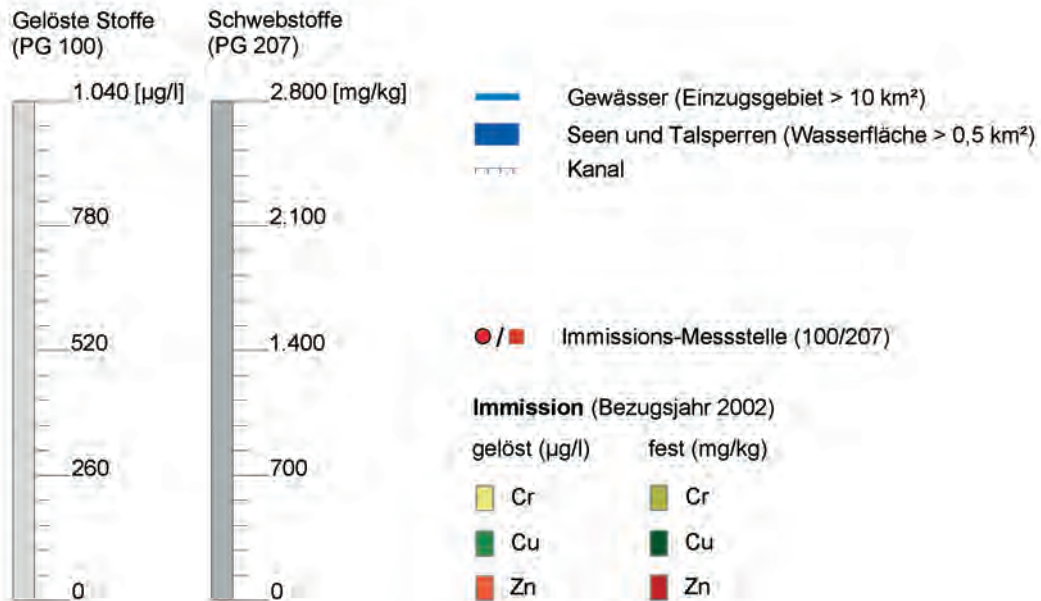 Gelöste Stoffe
(PG 100)
1.040 [µg/l]
780
520
260
0
Schwebstoffe
(PG 207)
2.800 [mg/kg]
2.100
1.400
700
0
Gewässer (Einzugsgebiet > 10 km²)
Seen und Talsperren (Wasserfläche > 0,5 km²)
Kanal
/ Immissions-Messstelle (100/207)
Immission (Bezugsjahr 2002)
gelöst (µg/l)
Cr
Cu
Zn
fest (mg/kg)
Cr
Cu
Zn